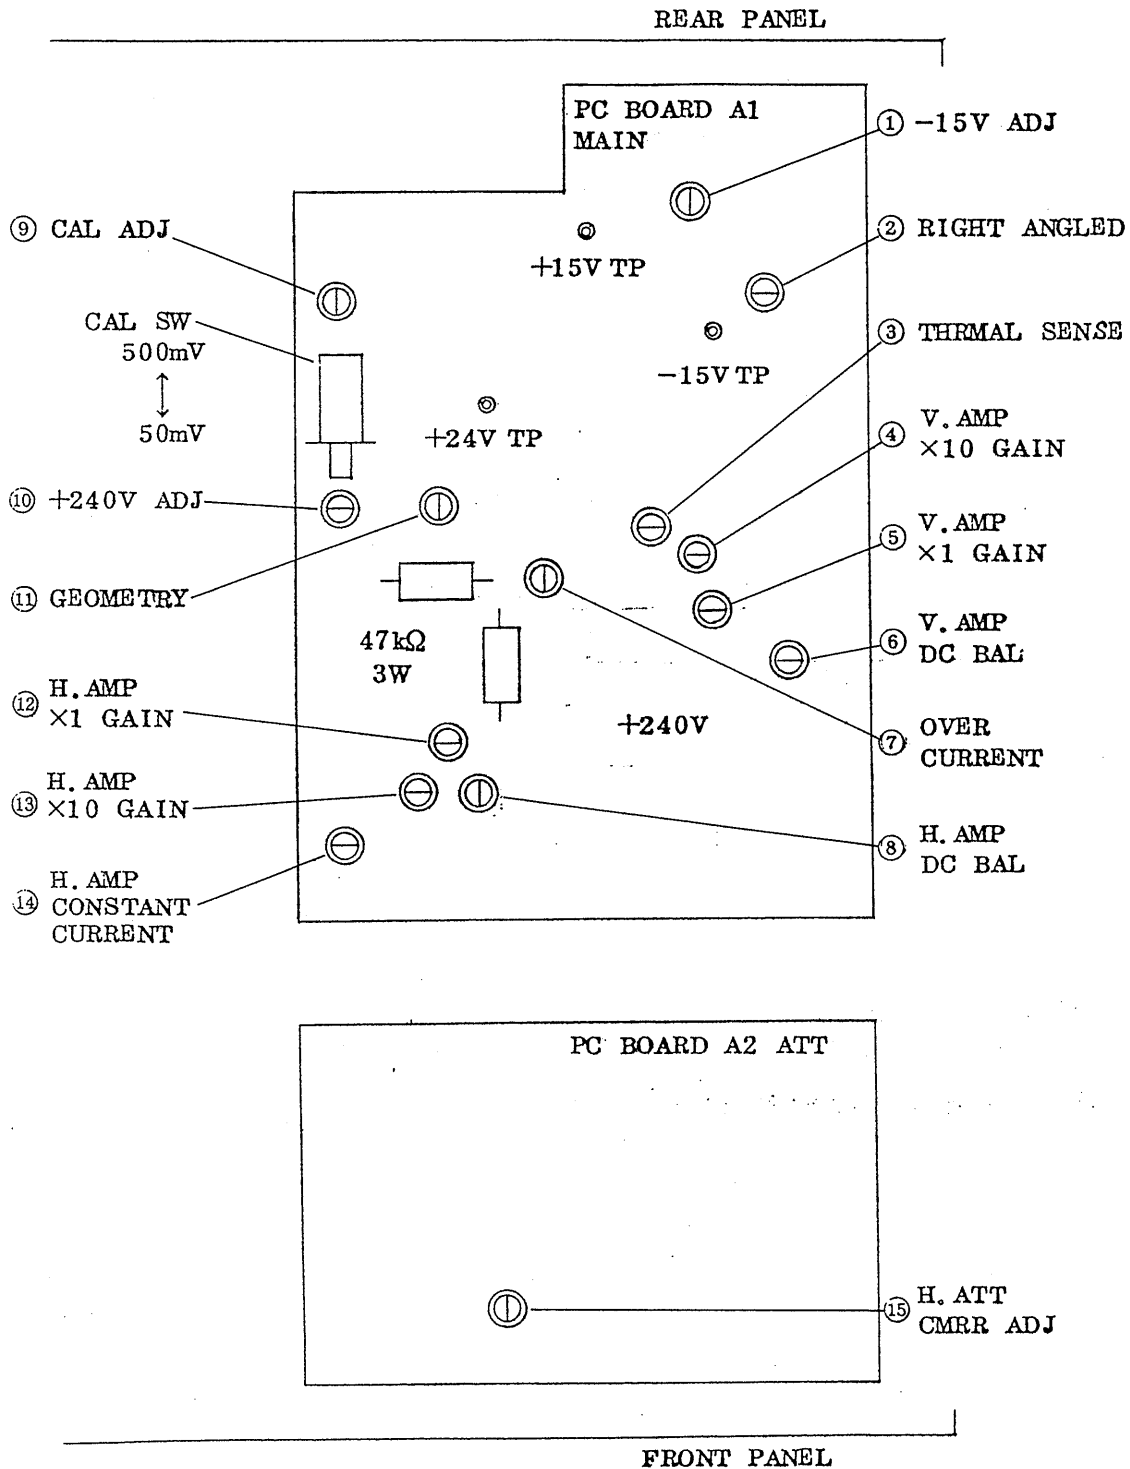 REAR PANEL
PC BOARD A1
MAIN
① -15V ADJ
② RIGHT ANGLED
③ THRMAL SENSE
④ V.AMP
×10 GAIN
⑤ V.AMP
×1 GAIN
⑥ V.AMP
DC BAL
⑦ OVER
CURRENT
⑧ H.AMP
DC BAL
⑨ CAL ADJ
CAL SW
500mV
50mV
⑩ +240V ADJ
⑪ GEOMETRY
⑫ H.AMP
×1 GAIN
⑬ H.AMP
×10 GAIN
⑭ H.AMP
CONSTANT
CURRENT
+15V TP
-15V TP
+24V TP
47kΩ
3W
+240V
PC BOARD A2 ATT
⑮ H.ATT
CMRR ADJ
FRONT PANEL